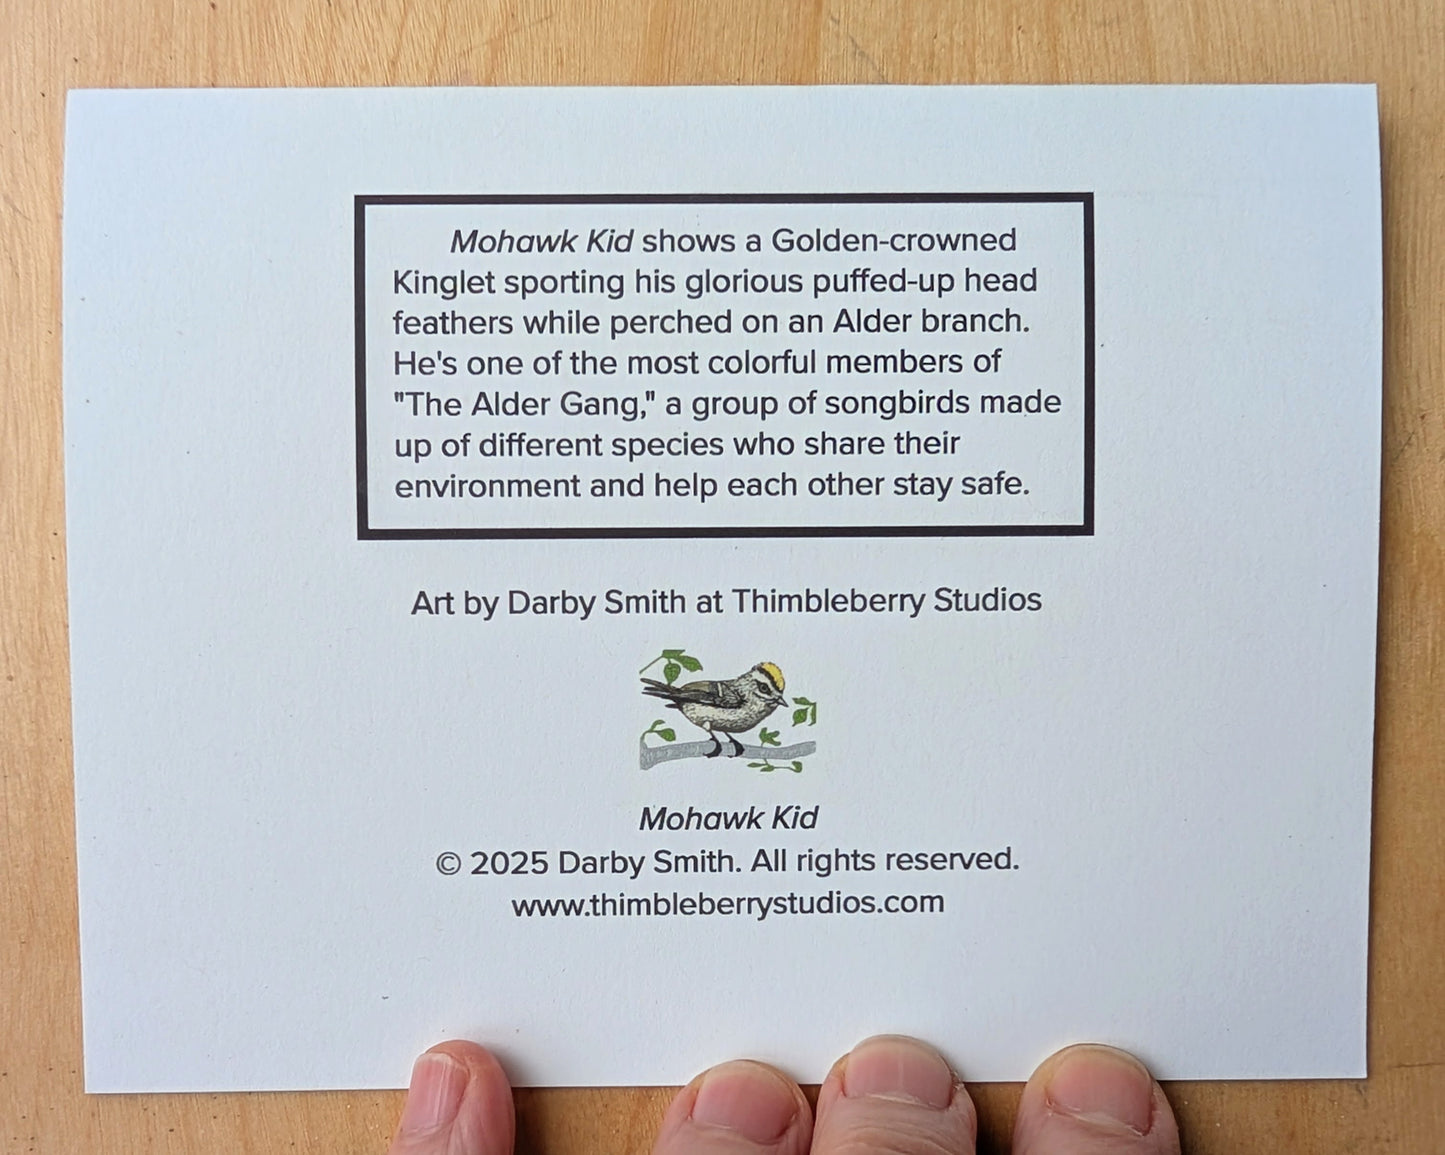 Mohawk Kid shows a Golden-crowned
Kinglet sporting his glorious puffed-up head
feathers while perched on an Alder branch.
He's one of the most colorful members of
"The Alder Gang," a group of songbirds made
up of different species who share their
environment and help each other stay safe.
Art by Darby Smith at Thimbleberry Studios
Mohawk Kid
© 2025 Darby Smith. All rights reserved.
www.thimbleberrystudios.com